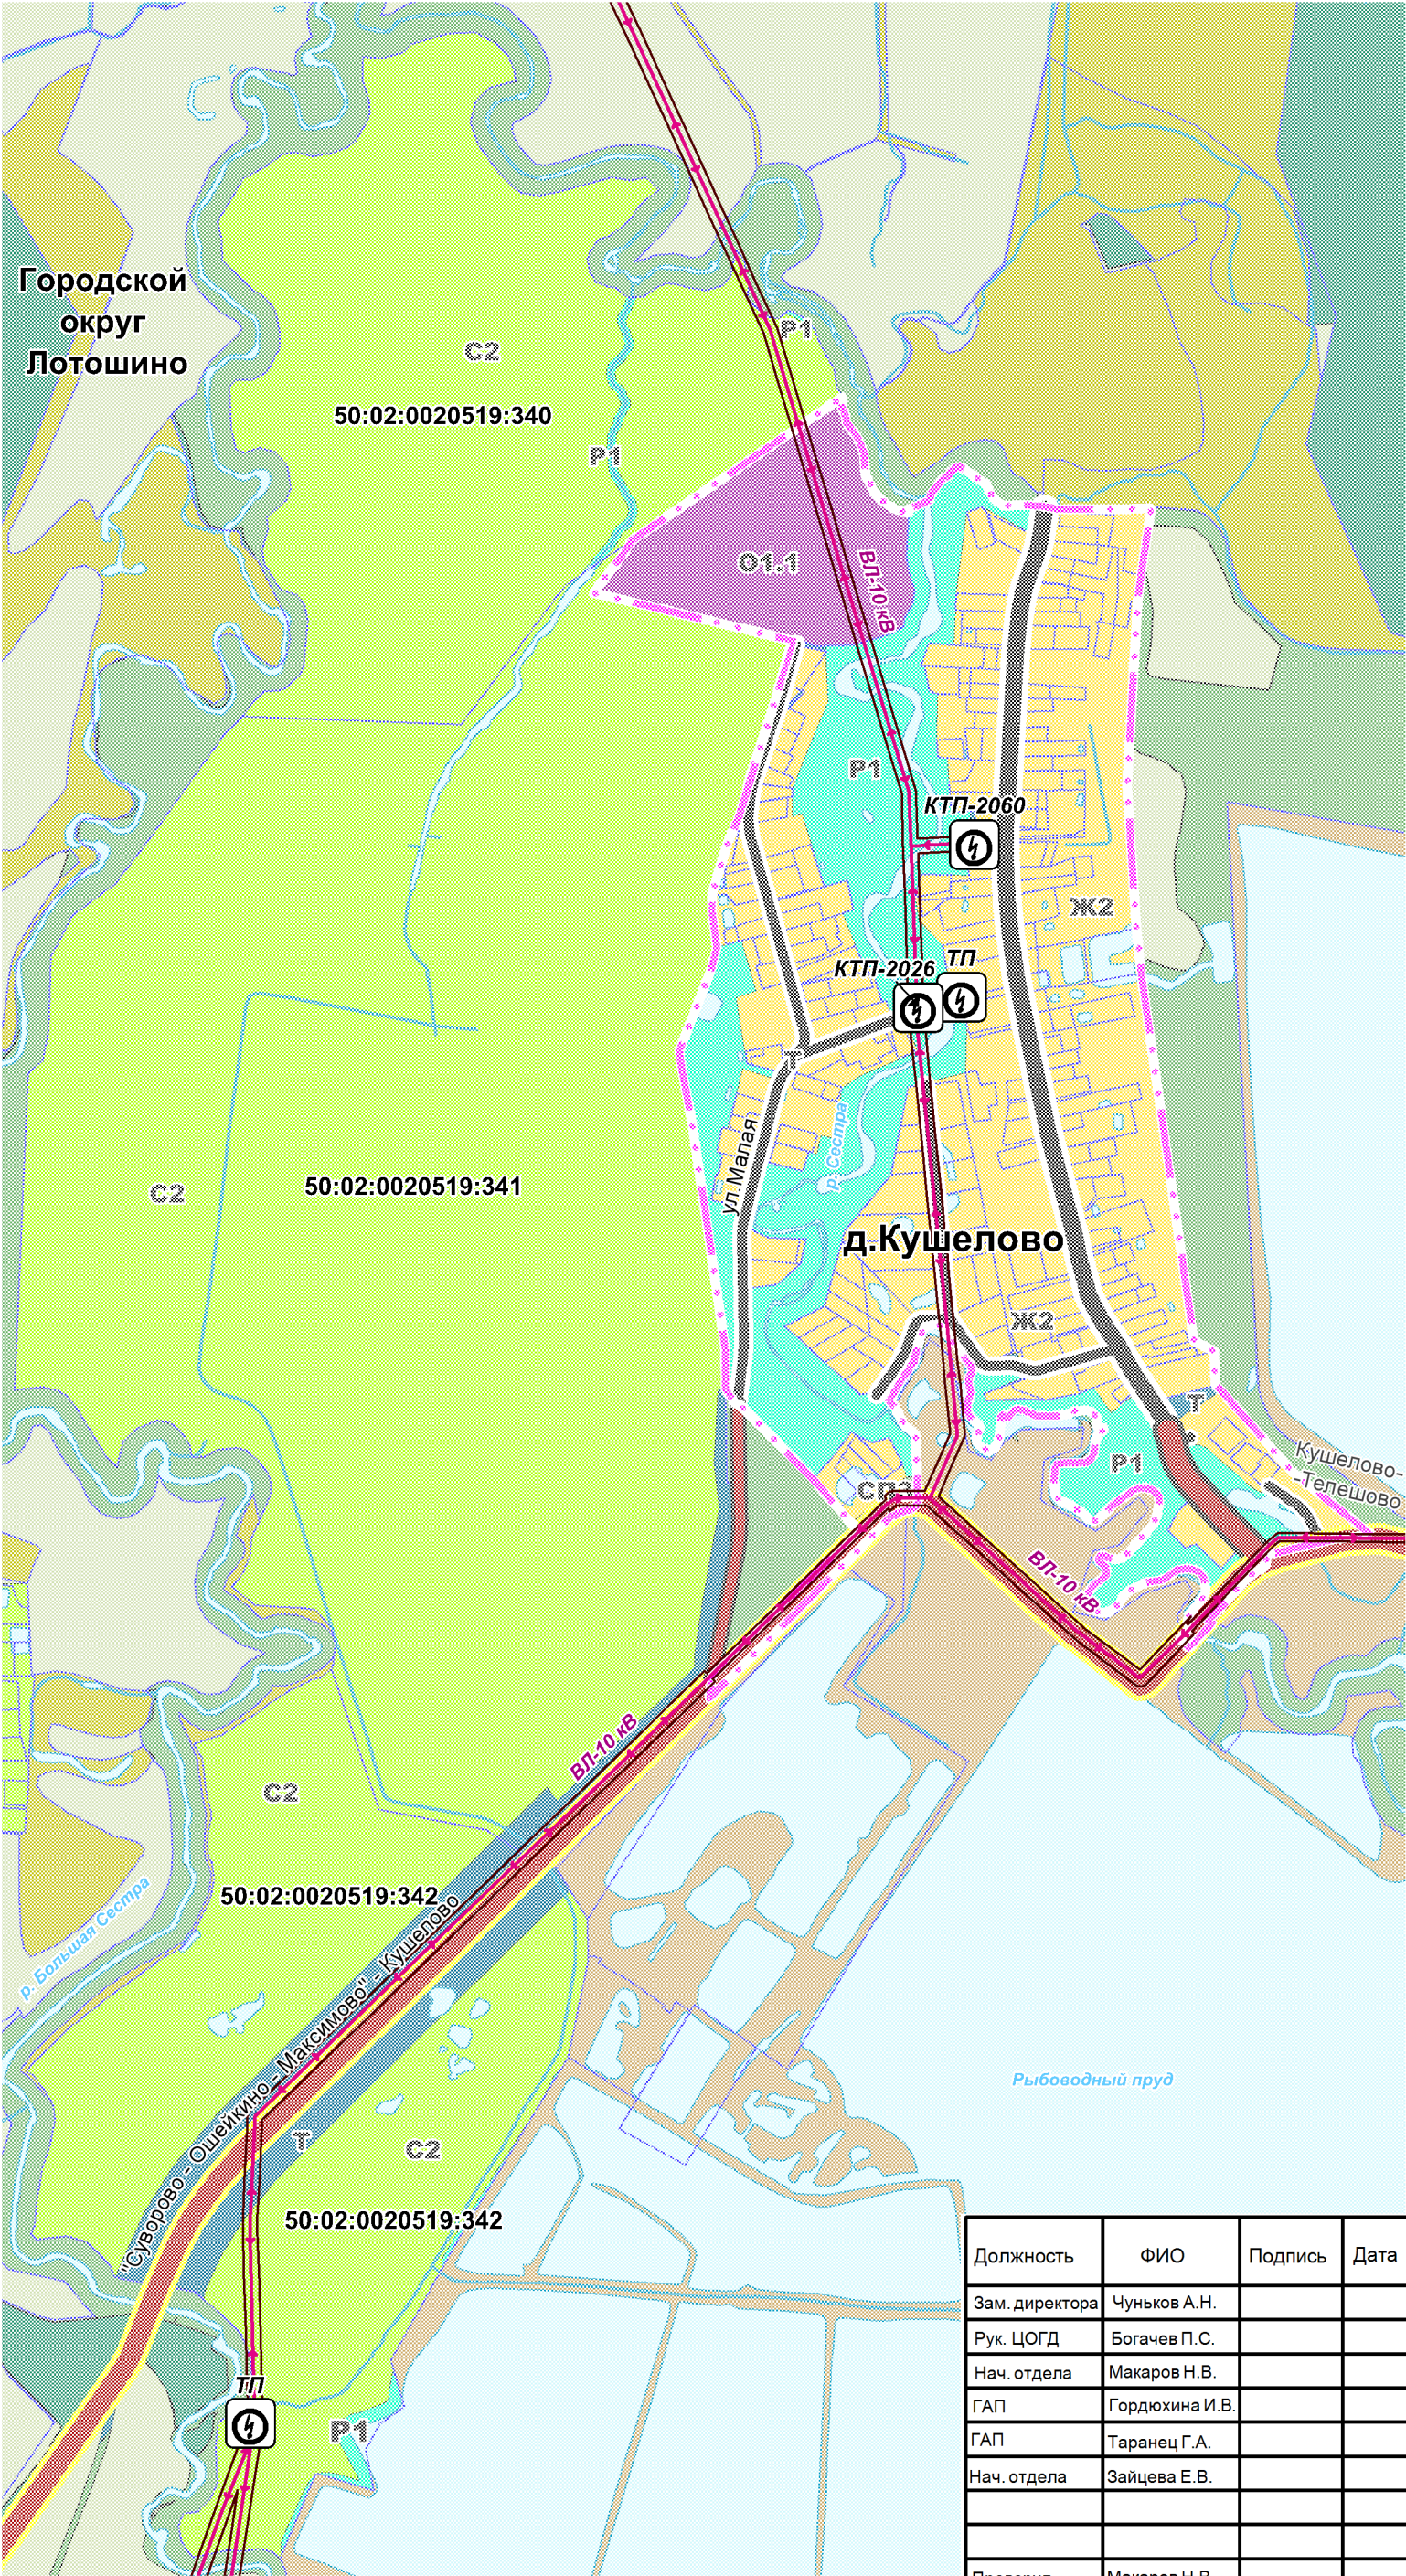 Р1
Городской
округ
Лотошино
С2
50:02:0020519:340
Р1
О1.1
ВЛ-10 кВ
Р1
КТП-2060
Ж2
КТП-2026
ТП
Т
р. Сестра
ул.Малая
С2
50:02:0020519:341
д.Кушелово
Ж2
Т
Р1
Кушелово-
-Телешово
ВЛ-10 кВ
ВЛ-10 кВ
С2
50:02:0020519:342
р. Большая Сестра
"Суворово - Ошейкино - Максимово" - Кушелово
Рыбоводный пруд
Т
С2
50:02:0020519:342
ТП
Р1
Должность ФИО Подпись Дата
Зам. директора Чуньков А.Н.
Рук. ЦОГД Богачев П.С.
Нач. отдела Макаров Н.В.
ГАП Гордюхина И.В.
ГАП Таранец Г.А.
Нач. отдела Зайцева Е.В.